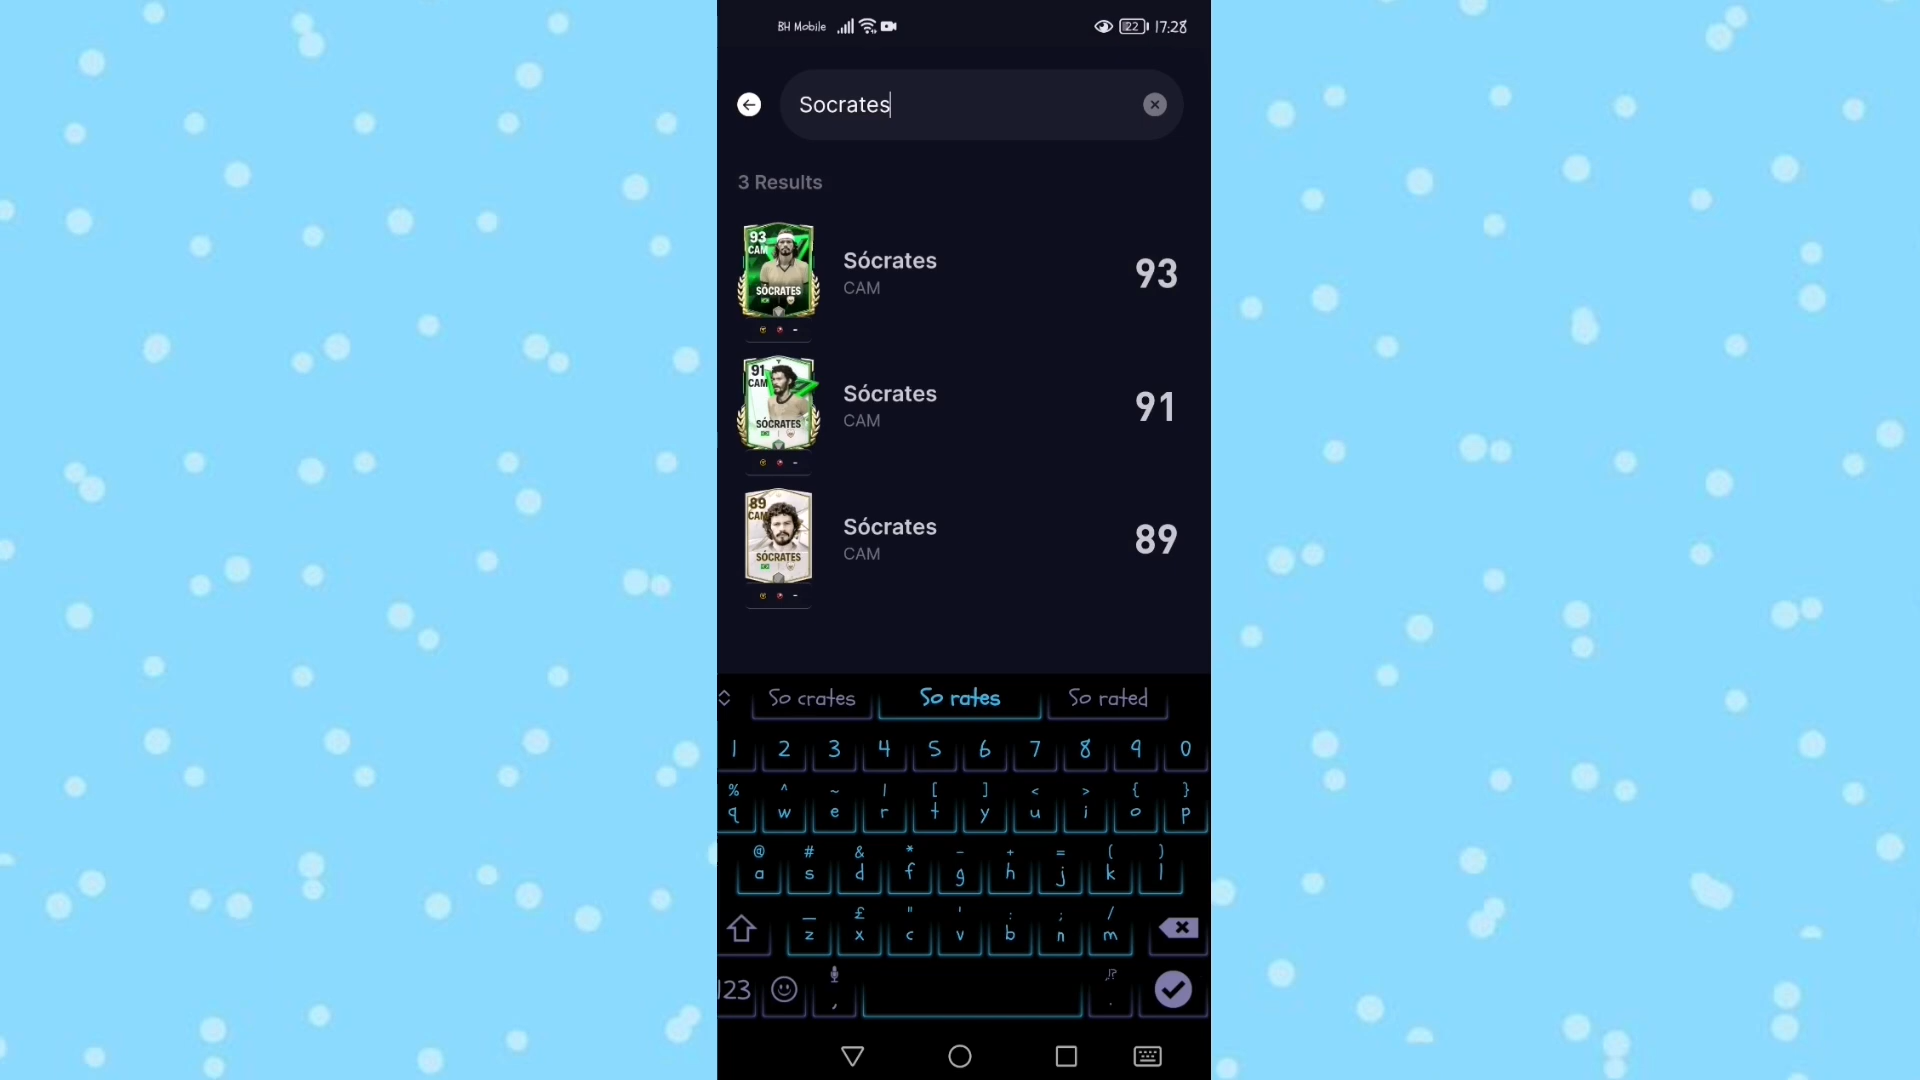 BH Mobile 22 17:28
Socrates
3 Results
93
CAM
SÓCRATES
Sócrates
CAM
93
91
CAM
SÓCRATES
Sócrates
CAM
91
89
CAM
SÓCRATES
Sócrates
CAM
89
So crates So rates So rated
1 2 3 4 5 6 7 8 9 0
% ^ ~ | [ ] < > { }
q w e r t y u i o p
@ # & * - + = ( )
a s d f g h j k l
_ £ " ' : ; /
z x c v b n m
!?
123 , .